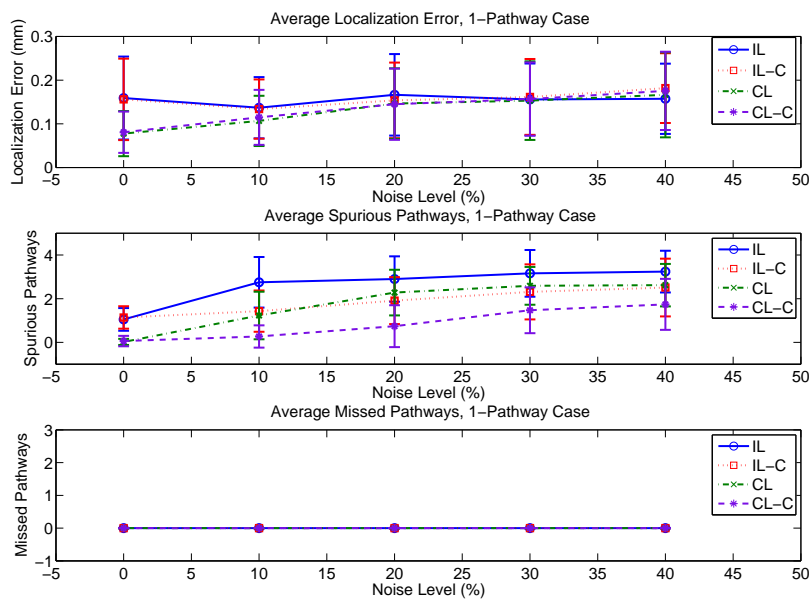 Average Localization Error, 1−Pathway Case
Localization Error (mm)
0.3
0.2
0.1
0
−5 0 5 10 15 20 25 30 35 40 45 50
Noise Level (%)
IL
IL−C
CL
CL−C
Average Spurious Pathways, 1−Pathway Case
Spurious Pathways
4
2
0
−5 0 5 10 15 20 25 30 35 40 45 50
Noise Level (%)
IL
IL−C
CL
CL−C
Average Missed Pathways, 1−Pathway Case
Missed Pathways
3
2
1
0
−1
−5 0 5 10 15 20 25 30 35 40 45 50
Noise Level (%)
IL
IL−C
CL
CL−C